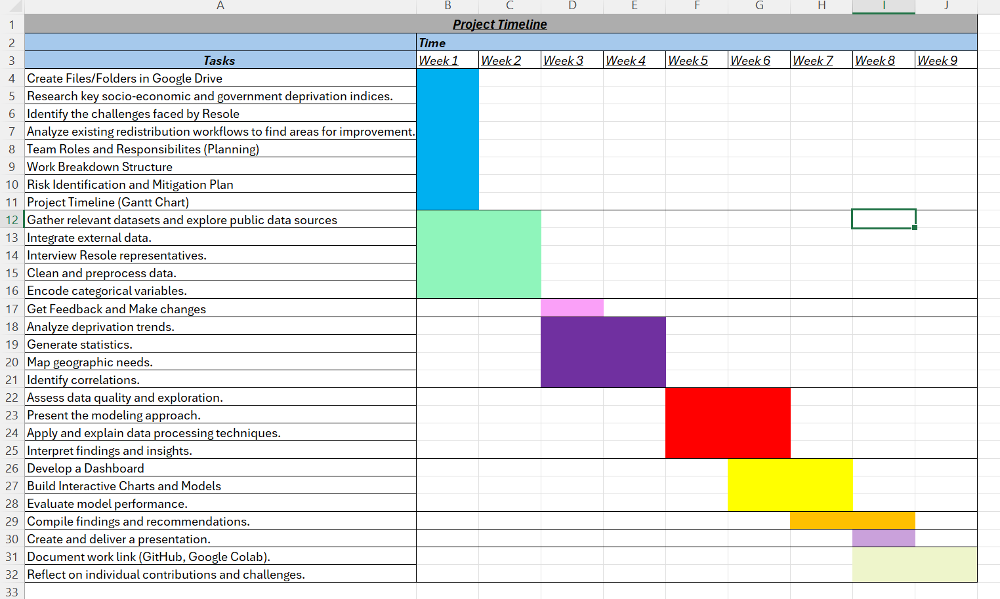 A B C D E F G H I J
1 Project Timeline
2 Time
3 Tasks Week 1 Week 2 Week 3 Week 4 Week 5 Week 6 Week 7 Week 8 Week 9
4 Create Files/Folders in Google Drive
5 Research key socio-economic and government deprivation indices.
6 Identify the challenges faced by Resole
7 Analyze existing redistribution workflows to find areas for improvement.
8 Team Roles and Responsibilites (Planning)
9 Work Breakdown Structure
10 Risk Identification and Mitigation Plan
11 Project Timeline (Gantt Chart)
12 Gather relevant datasets and explore public data sources
13 Integrate external data.
14 Interview Resole representatives.
15 Clean and preprocess data.
16 Encode categorical variables.
17 Get Feedback and Make changes
18 Analyze deprivation trends.
19 Generate statistics.
20 Map geographic needs.
21 Identify correlations.
22 Assess data quality and exploration.
23 Present the modeling approach.
24 Apply and explain data processing techniques.
25 Interpret findings and insights.
26 Develop a Dashboard
27 Build Interactive Charts and Models
28 Evaluate model performance.
29 Compile findings and recommendations.
30 Create and deliver a presentation.
31 Document work link (GitHub, Google Colab).
32 Reflect on individual contributions and challenges.
33